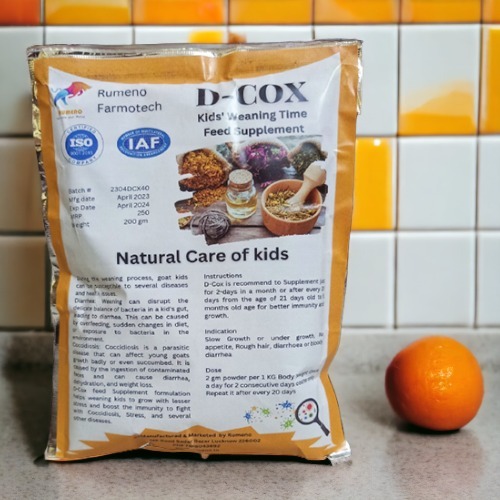 Rumeno
Farmotech
RUMENO
D-COX
Kids' Weaning Time
Feed Supplement
CERTIFIED
ISO
COMPANY
IAF
Batch # 2304DCX40
Mfg date April 2023
Exp Date April 2024
MRP 250
Weight 200 gm
Natural Care of kids
the weaning process, goat kids
can be susceptible to several diseases
and health issues.
Diarrhea: Weaning can disrupt the
delicate balance of bacteria in a kid's gut,
leading to diarrhea. This can be caused
by overfeeding, sudden changes in diet,
exposure to bacteria in the
environment.
Coccidiosis: Coccidiosis is a parasitic
disease that can affect young goats
badly or even succumbed. It is
caused by the ingestion of contaminated
feces and can cause diarrhea,
dehydration, and weight loss.
D-Cox feed Supplement formulation
helps weaning kids to grow with lesser
stress and boost the immunity to fight
with Coccidiosis, Stress, and several
other diseases.
Instructions
D-Cox is recommend to Supplement
for 2-days in a month or after every
days from the age of 21 days old to
months old age for better immunity
growth.
Indication
Slow Growth or under growth,
appetite, Rough hair, diarrhoea or bloody
diarrhea
Dose
2 gm powder per 1 KG Body
a day for 2 consecutive days
Repeat it after every 20 days
Manufactured & Marketed by Rumeno